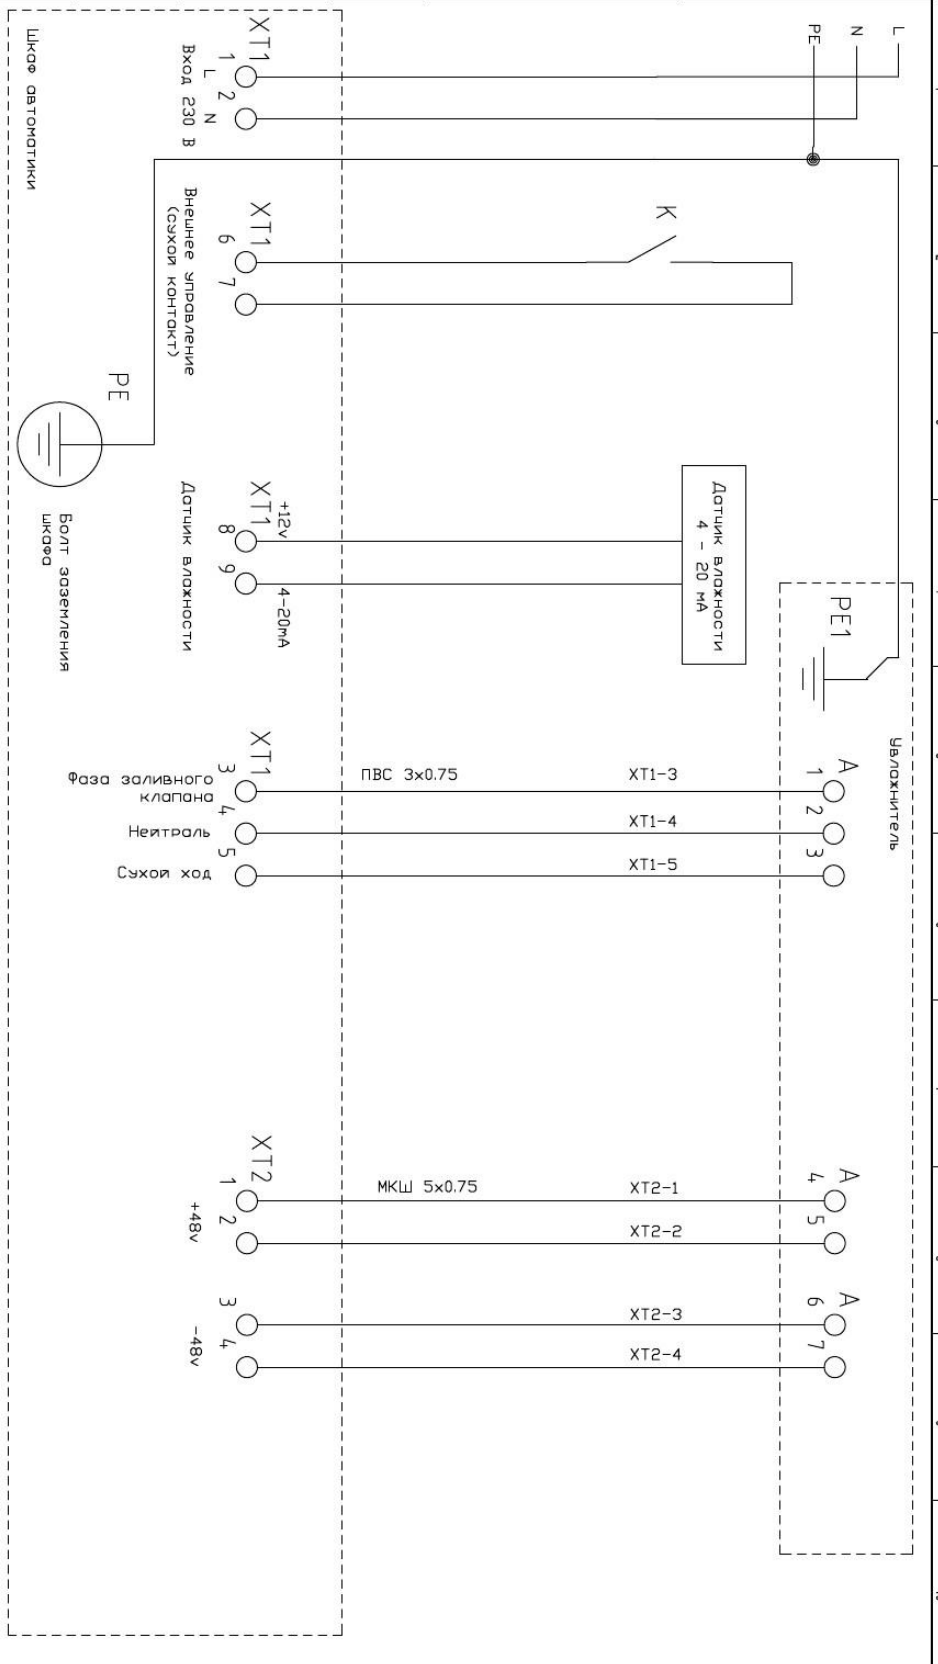 L
N
PE
XT1
1
2
L
N
Вход 230 В
Шкаф автоматики
K
XT1
6
7
Внешнее управление
(сухой контакт)
PE
Болт заземления
шкафа
Датчик влажности
4 - 20 мА
XT1
+12v
8
9
4-20mA
Датчик влажности
PE1
Увлажнитель
XT1
3
4
5
Фаза заливного
клапана
Нейтраль
Сухой ход
ПВС 3x0.75
XT1-3
XT1-4
XT1-5
A
1
2
3
XT2
1
2
+48v
3
4
-48v
МКШ 5x0.75
XT2-1
XT2-2
XT2-3
XT2-4
A
4
5
A
6
7